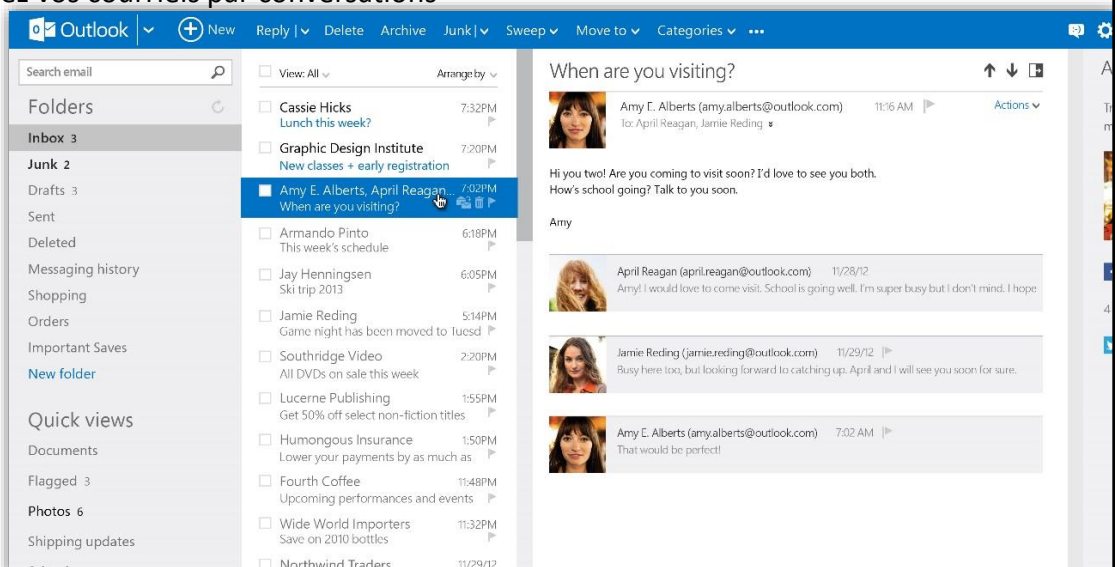 ez vos courriels par conversations
Outlook New Reply Delete Archive Junk Sweep Move to Categories •••
Search email
Folders
Inbox 3
Junk 2
Drafts 3
Sent
Deleted
Messaging history
Shopping
Orders
Important Saves
New folder
Quick views
Documents
Flagged 3
Photos 6
Shipping updates
View: All Arrange by
Cassie Hicks 7:32PM
Lunch this week?
Graphic Design Institute 7:20PM
New classes + early registration
Amy E. Alberts, April Reagan... 7:02PM
When are you visiting?
Armando Pinto 6:18PM
This week's schedule
Jay Henningsen 6:05PM
Ski trip 2013
Jamie Reding 5:14PM
Game night has been moved to Tuesd
Southridge Video 2:20PM
All DVDs on sale this week
Lucerne Publishing 1:55PM
Get 50% off select non-fiction titles
Humongous Insurance 1:50PM
Lower your payments by as much as
Fourth Coffee 11:48PM
Upcoming performances and events
Wide World Importers 11:32PM
Save on 2010 bottles
Northwind Traders 11/29/12
When are you visiting?
Amy E. Alberts (amy.alberts@outlook.com) 11:16 AM Actions
To: April Reagan, Jamie Reding
Hi you two! Are you coming to visit soon? I'd love to see you both.
How's school going? Talk to you soon.
Amy
April Reagan (april.reagan@outlook.com) 11/28/12
Amy! I would love to come visit. School is going well. I'm super busy but I don't mind. I hope
Jamie Reding (jamie.reding@outlook.com) 11/29/12
Busy here too, but looking forward to catching up. April and I will see you soon for sure.
Amy E. Alberts (amy.alberts@outlook.com) 7:02 AM
That would be perfect!